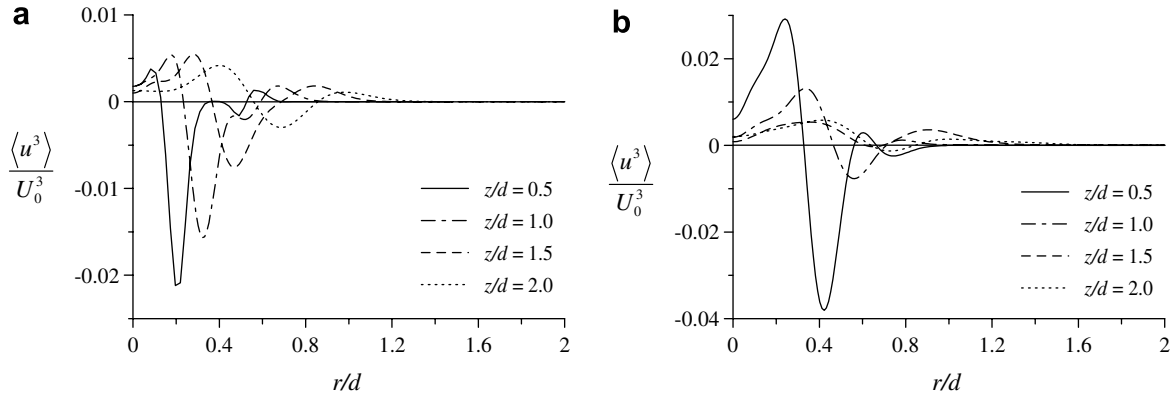 a
0.01
0
-0.01
-0.02
⟨u³⟩
U₀³
z/d = 0.5
z/d = 1.0
z/d = 1.5
z/d = 2.0
0 0.4 0.8 1.2 1.6 2
r/d
b
0.02
0
-0.02
-0.04
⟨u³⟩
U₀³
z/d = 0.5
z/d = 1.0
z/d = 1.5
z/d = 2.0
0 0.4 0.8 1.2 1.6 2
r/d